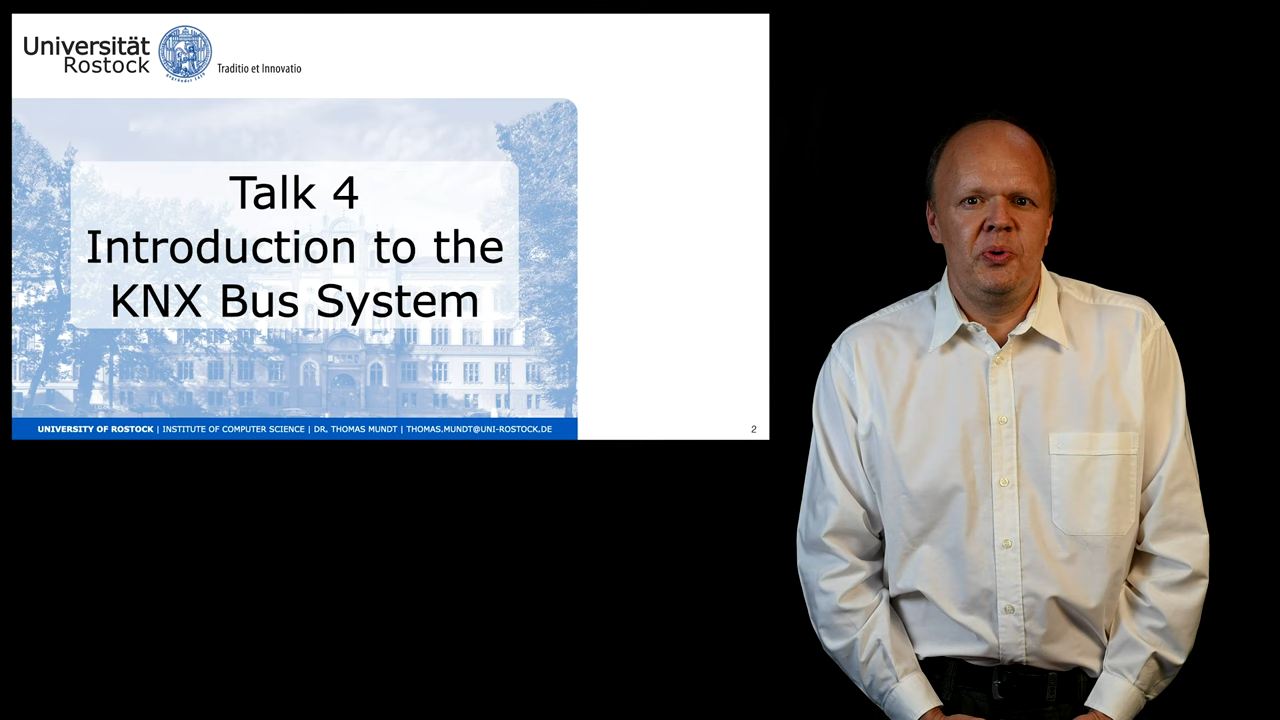 Universität
Rostock
Traditio et Innovatio
Talk 4
Introduction to the
KNX Bus System
UNIVERSITY OF ROSTOCK | INSTITUTE OF COMPUTER SCIENCE | DR. THOMAS MUNDT | THOMAS.MUNDT@UNI-ROSTOCK.DE
2